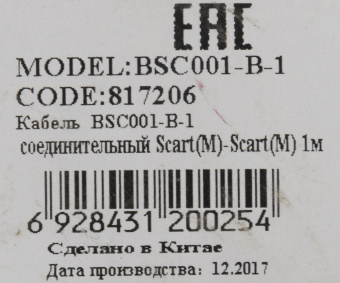 EAC
MODEL:BSC001-B-1
CODE:817206
Кабель BSC001-B-1
соединительный Scart(M)-Scart(M) 1м
6 928431 200254
Сделано в Китае
Дата производства: 12.2017